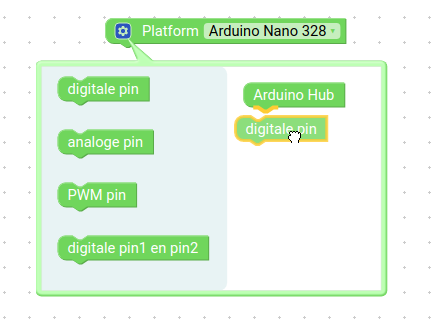 Platform Arduino Nano 328
digitale pin
Arduino Hub
digitale pin
analoge pin
PWM pin
digitale pin1 en pin2